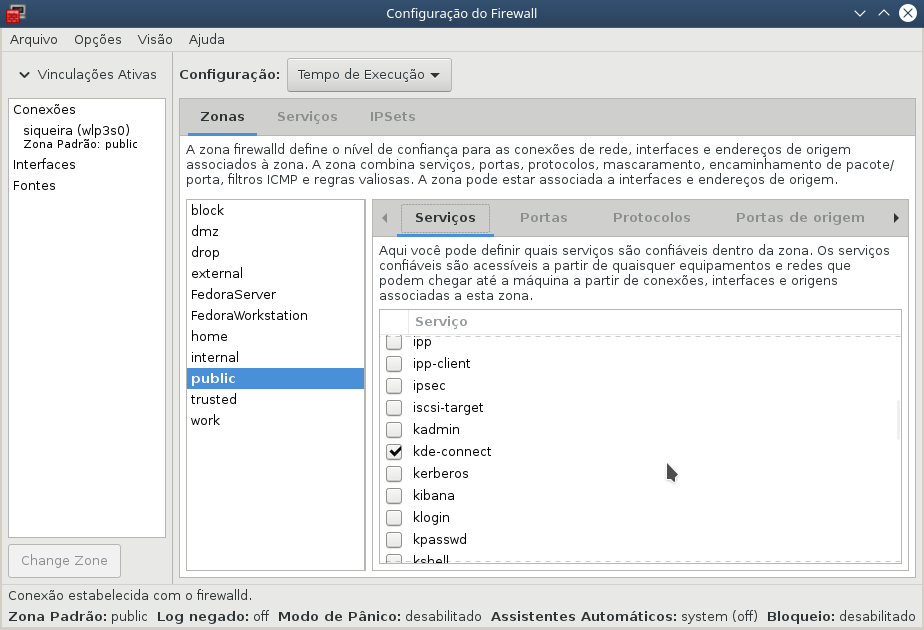 Configuração do Firewall
Arquivo Opções Visão Ajuda
Vinculações Ativas
Configuração: Tempo de Execução
Conexões
siqueira (wlp3s0)
Zona Padrão: public
Interfaces
Fontes
Change Zone
Zonas Serviços IPSets
A zona firewalld define o nível de confiança para as conexões de rede, interfaces e endereços de origem
associados à zona. A zona combina serviços, portas, protocolos, mascaramento, encaminhamento de pacote/
porta, filtros ICMP e regras valiosas. A zona pode estar associada a interfaces e endereços de origem.
block
dmz
drop
external
FedoraServer
FedoraWorkstation
home
internal
public
trusted
work
Serviços Portas Protocolos Portas de origem
Aqui você pode definir quais serviços são confiáveis dentro da zona. Os serviços
confiáveis são acessíveis a partir de quaisquer equipamentos e redes que
podem chegar até a máquina a partir de conexões, interfaces e origens
associadas a esta zona.
Serviço
ipp
ipp-client
ipsec
iscsi-target
kadmin
kde-connect
kerberos
kibana
klogin
kpasswd
kshell
Conexão estabelecida com o firewalld.
Zona Padrão: public Log negado: off Modo de Pânico: desabilitado Assistentes Automáticos: system (off) Bloqueio: desabilitado